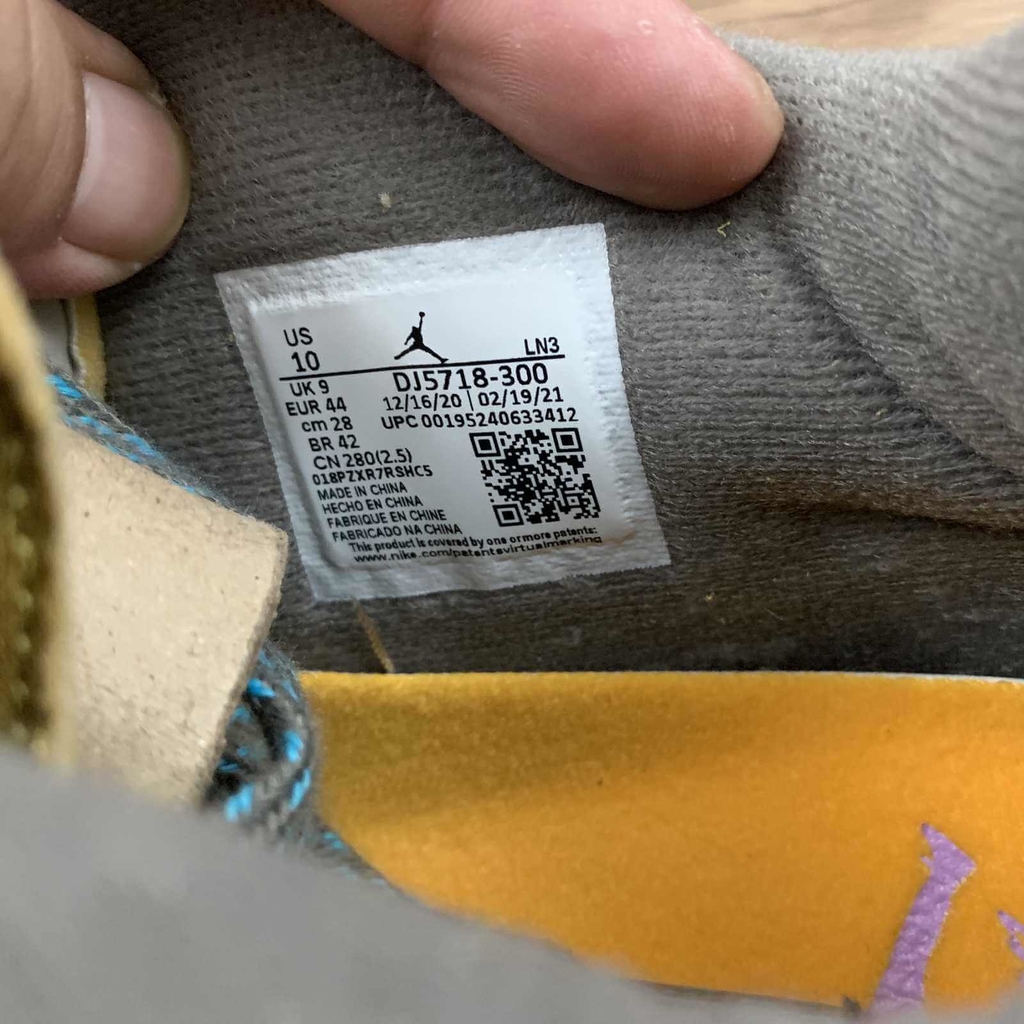 US
10
LN3
UK 9
DJ5718-300
EUR 44
12/16/20 | 02/19/21
cm 28
UPC 00195240633412
BR 42
CN 280(2.5)
018PZXR7RSHC5
MADE IN CHINA
HECHO EN CHINA
FABRIQUE EN CHINE
FABRICADO NA CHINA
This product is covered by one or more patents:
www.nike.com/patentsvirtualmarking